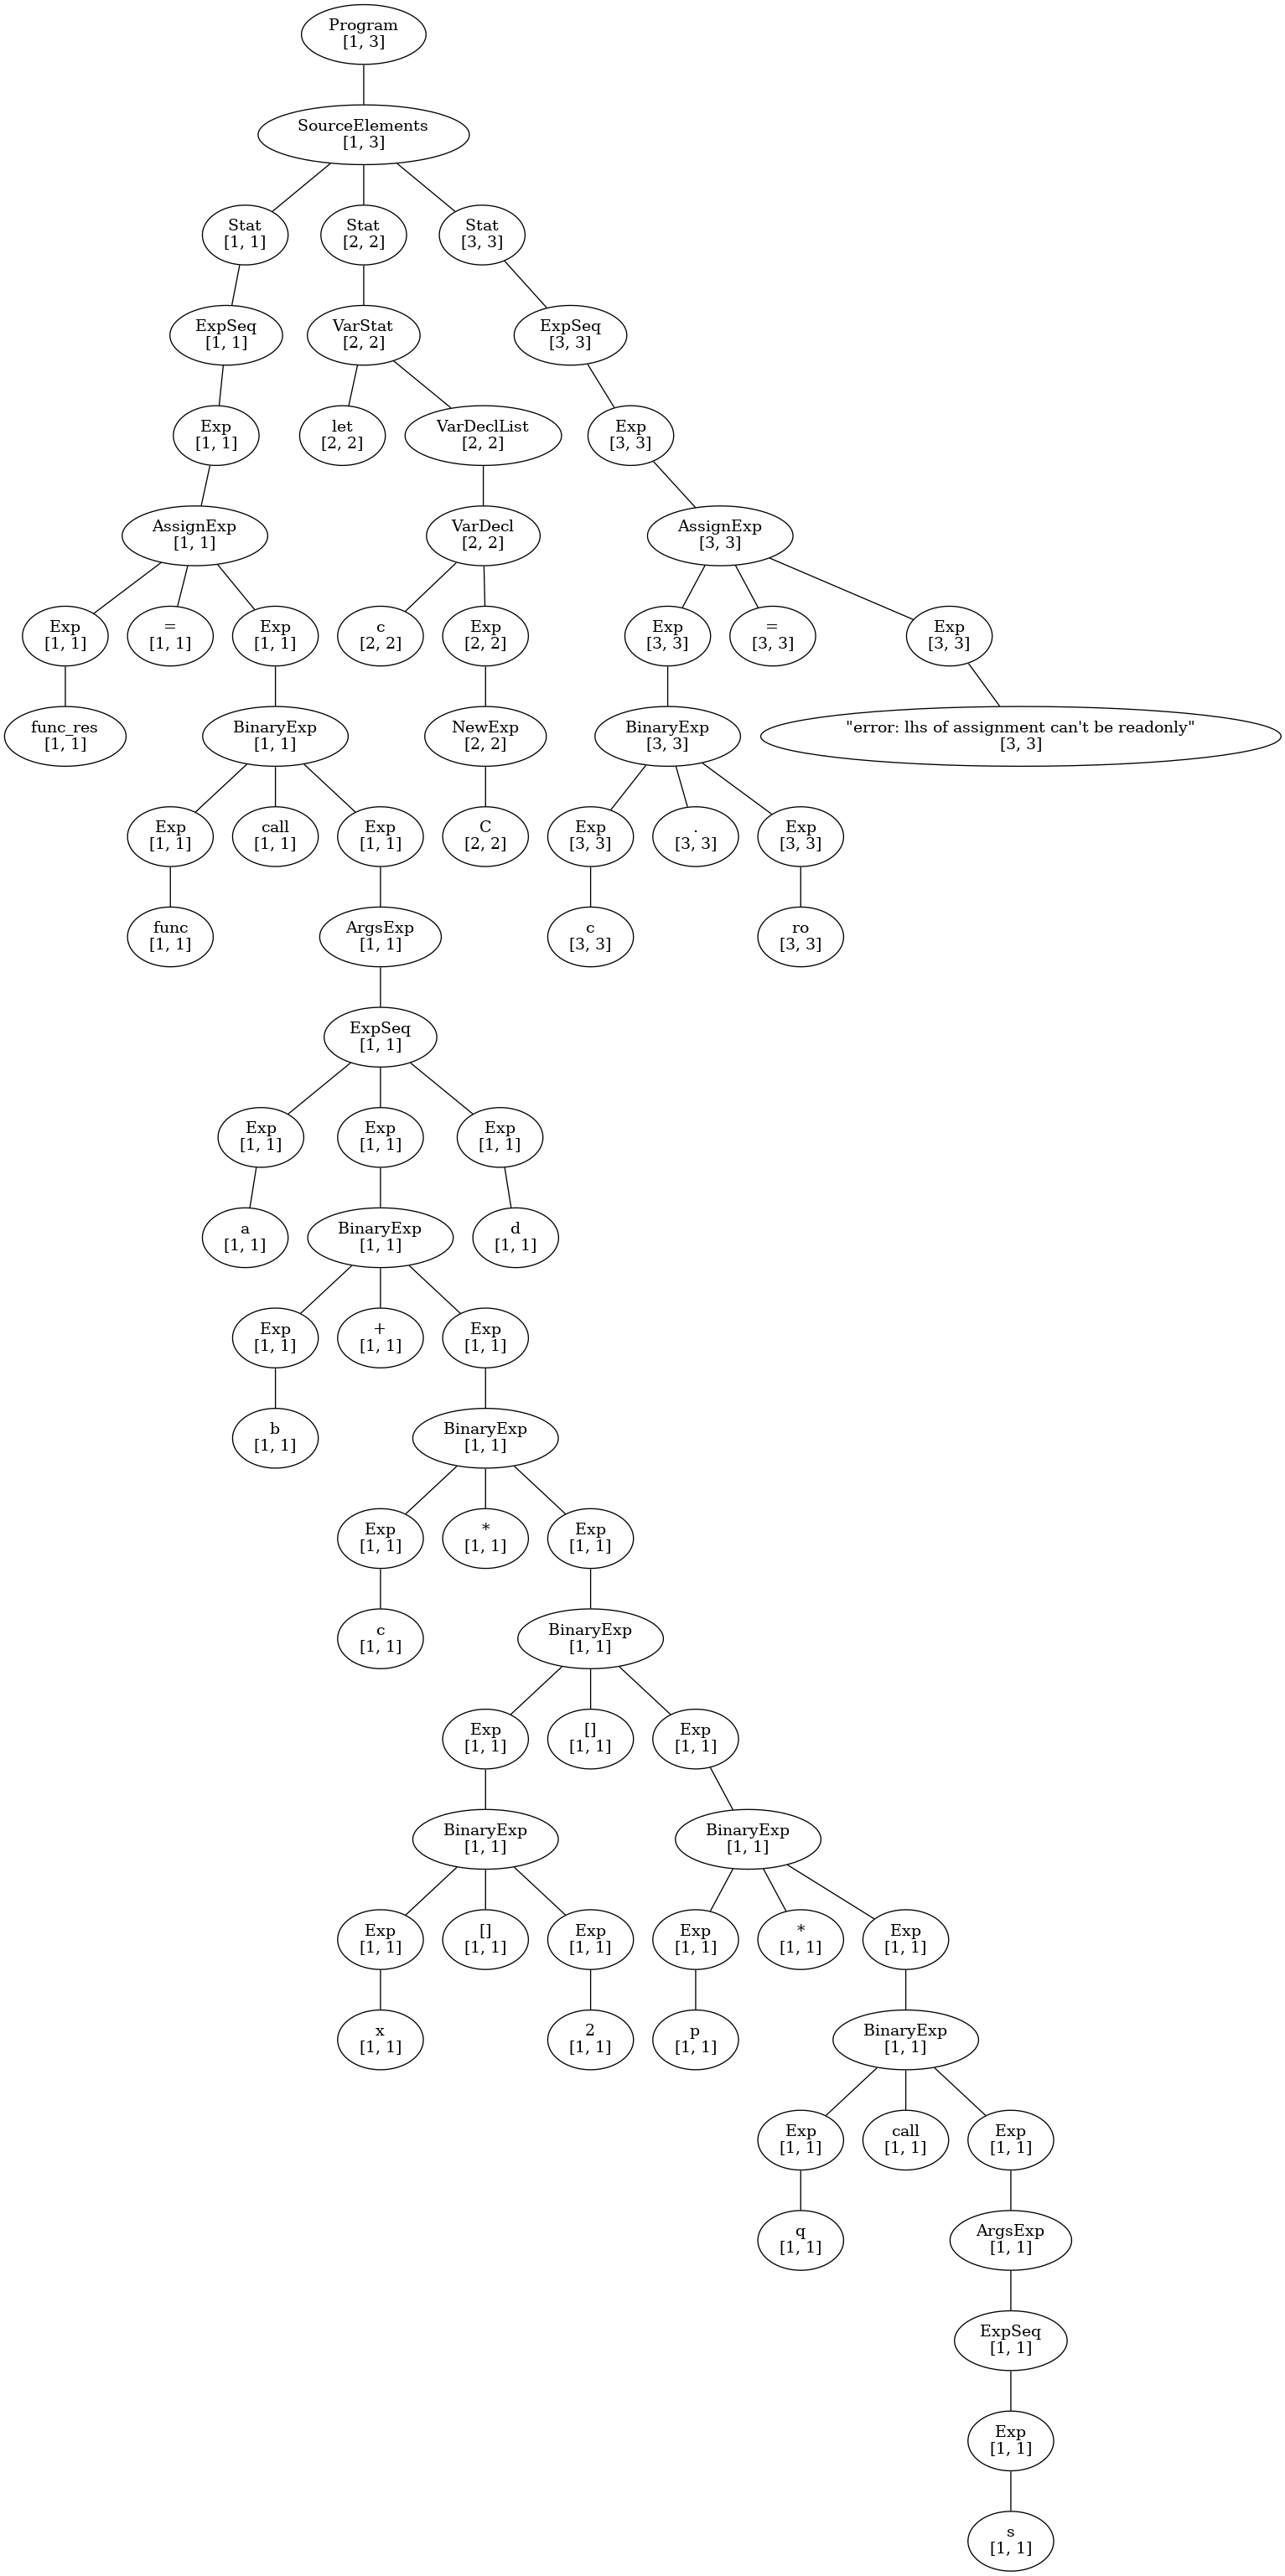 Program
[1, 3]
SourceElements
[1, 3]
Stat
[1, 1]
Stat
[2, 2]
Stat
[3, 3]
ExpSeq
[1, 1]
VarStat
[2, 2]
ExpSeq
[3, 3]
Exp
[1, 1]
let
[2, 2]
VarDeclList
[2, 2]
Exp
[3, 3]
AssignExp
[1, 1]
VarDecl
[2, 2]
AssignExp
[3, 3]
Exp
[1, 1]
=
[1, 1]
Exp
[1, 1]
c
[2, 2]
Exp
[2, 2]
Exp
[3, 3]
=
[3, 3]
Exp
[3, 3]
func_res
[1, 1]
BinaryExp
[1, 1]
NewExp
[2, 2]
BinaryExp
[3, 3]
"error: lhs of assignment can't be readonly"
[3, 3]
Exp
[1, 1]
call
[1, 1]
Exp
[1, 1]
C
[2, 2]
Exp
[3, 3]
.
[3, 3]
Exp
[3, 3]
func
[1, 1]
ArgsExp
[1, 1]
c
[3, 3]
ro
[3, 3]
ExpSeq
[1, 1]
Exp
[1, 1]
Exp
[1, 1]
Exp
[1, 1]
a
[1, 1]
BinaryExp
[1, 1]
d
[1, 1]
Exp
[1, 1]
+
[1, 1]
Exp
[1, 1]
b
[1, 1]
BinaryExp
[1, 1]
Exp
[1, 1]
*
[1, 1]
Exp
[1, 1]
c
[1, 1]
BinaryExp
[1, 1]
Exp
[1, 1]
[]
[1, 1]
Exp
[1, 1]
BinaryExp
[1, 1]
BinaryExp
[1, 1]
Exp
[1, 1]
[]
[1, 1]
Exp
[1, 1]
Exp
[1, 1]
*
[1, 1]
Exp
[1, 1]
x
[1, 1]
2
[1, 1]
p
[1, 1]
BinaryExp
[1, 1]
Exp
[1, 1]
call
[1, 1]
Exp
[1, 1]
q
[1, 1]
ArgsExp
[1, 1]
ExpSeq
[1, 1]
Exp
[1, 1]
s
[1, 1]